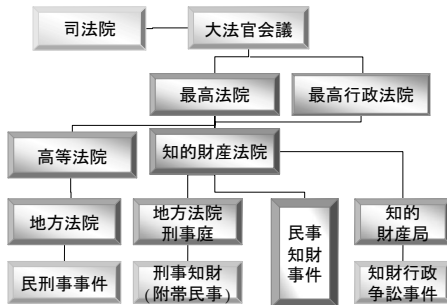 司法院
大法官会議
最高法院
最高行政法院
高等法院
知的財産法院
地方法院
地方法院
刑事庭
民事
知財
事件
知的
財産局
民刑事事件
刑事知財
(附帯民事)
知財行政
争訟事件